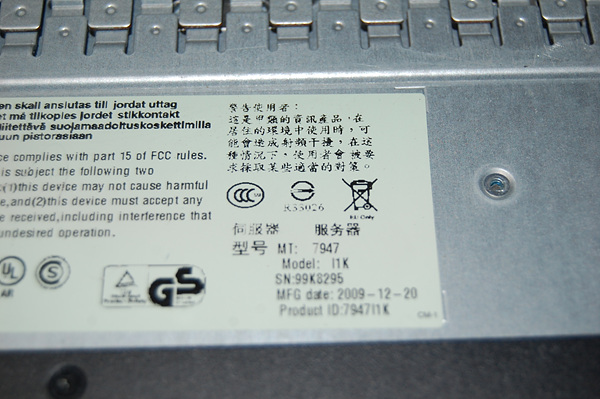 en skall anslutas till jordat uttag
et må tilkoples jordet stikkontakt
liitettävä suojamaadoituskoskettimilla
uun pistorasiaan
ce complies with part 15 of FCC rules.
is subject the following two
(1)this device may not cause harmful
e,and(2)this device must accept any
e received,including interference that
undesired operation.
UL
S
GS
警告使用者：
這是甲類的資訊產品，在
居住的環境中使用時，可
能會造成射頻干擾，在這
種情況下，使用者會被要
求採取某些適當的對策。
CCC
R33026
EU Only
伺服器 服务器
型号 MT: 7947
Model: I1K
SN:99K8295
MFG date: 2009-12-20
Product ID:7947I1K